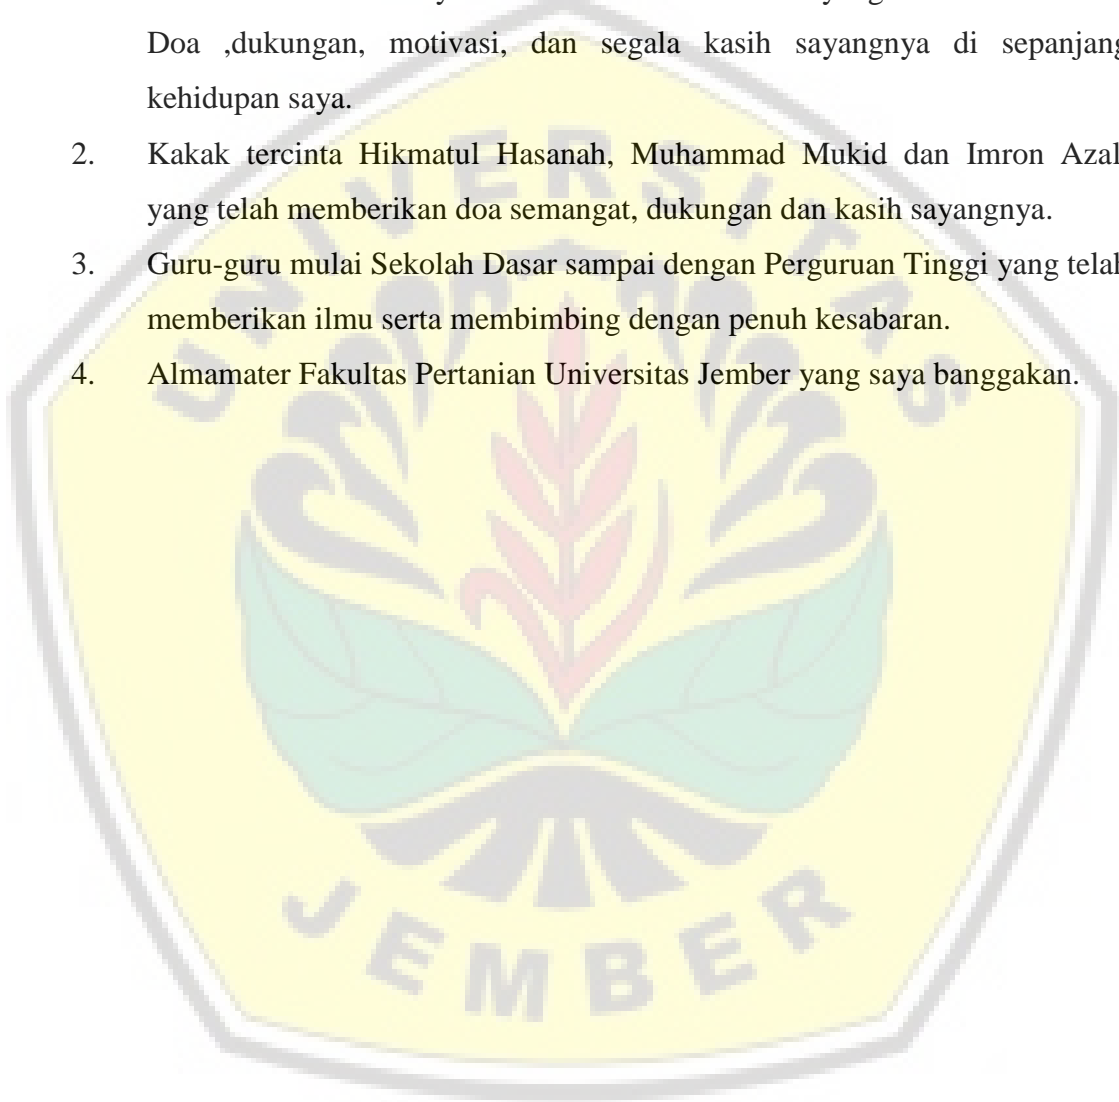 Doa ,dukungan, motivasi, dan segala kasih sayangnya di sepanjang
kehidupan saya.
2. Kakak tercinta Hikmatul Hasanah, Muhammad Mukid dan Imron Azal
yang telah memberikan doa semangat, dukungan dan kasih sayangnya.
3. Guru-guru mulai Sekolah Dasar sampai dengan Perguruan Tinggi yang telah
memberikan ilmu serta membimbing dengan penuh kesabaran.
4. Almamater Fakultas Pertanian Universitas Jember yang saya banggakan.
UNIVERSITAS
JEMBER